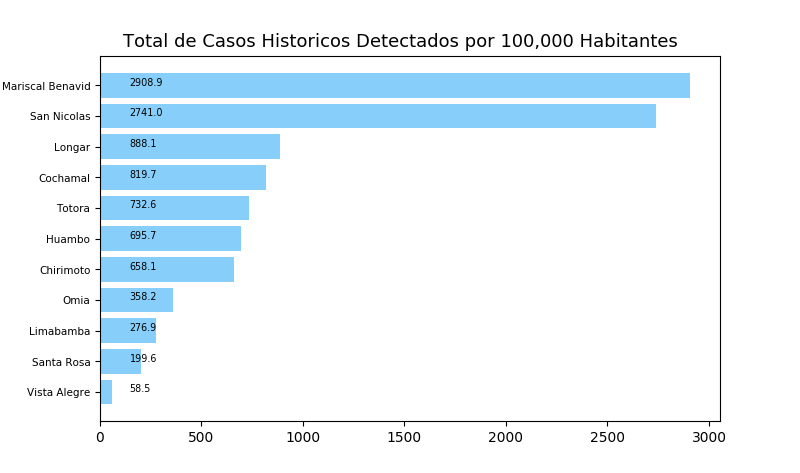 Total de Casos Historicos Detectados por 100,000 Habitantes
Mariscal Benavid 2908.9
San Nicolas 2741.0
Longar 888.1
Cochamal 819.7
Totora 732.6
Huambo 695.7
Chirimoto 658.1
Omia 358.2
Limabamba 276.9
Santa Rosa 199.6
Vista Alegre 58.5
0 500 1000 1500 2000 2500 3000